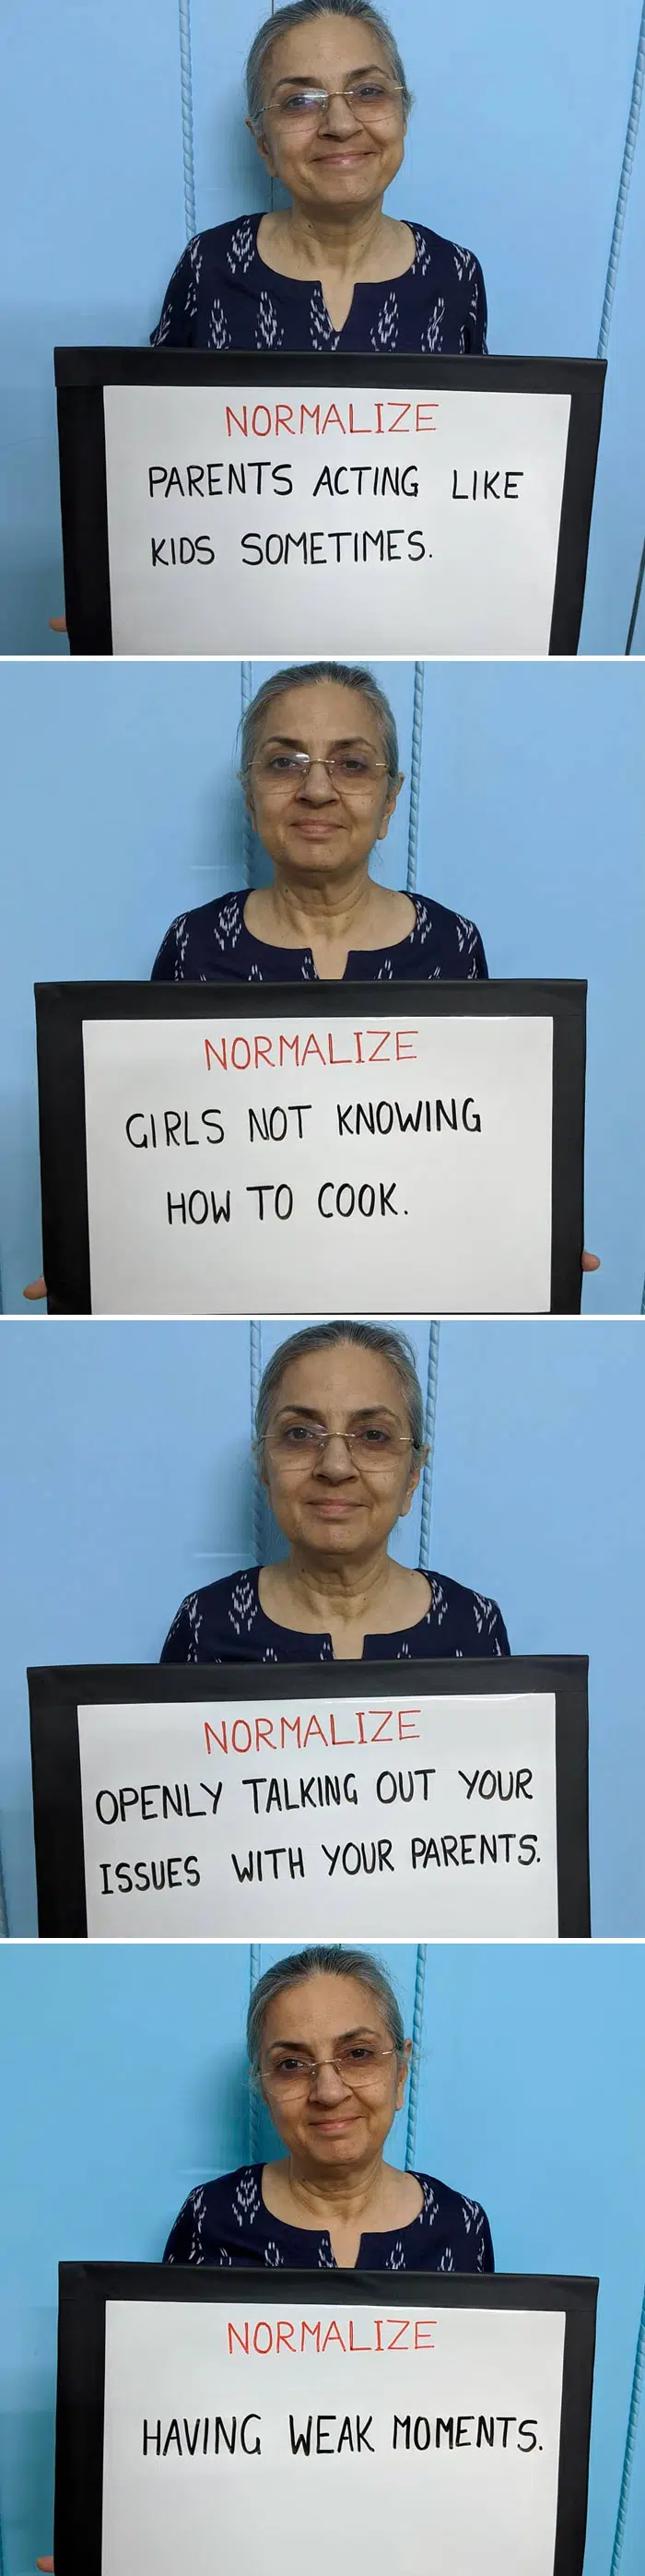 NORMALIZE
PARENTS ACTING LIKE
KIDS SOMETIMES.
NORMALIZE
GIRLS NOT KNOWING
HOW TO COOK.
NORMALIZE
OPENLY TALKING OUT YOUR
ISSUES WITH YOUR PARENTS.
NORMALIZE
HAVING WEAK MOMENTS.